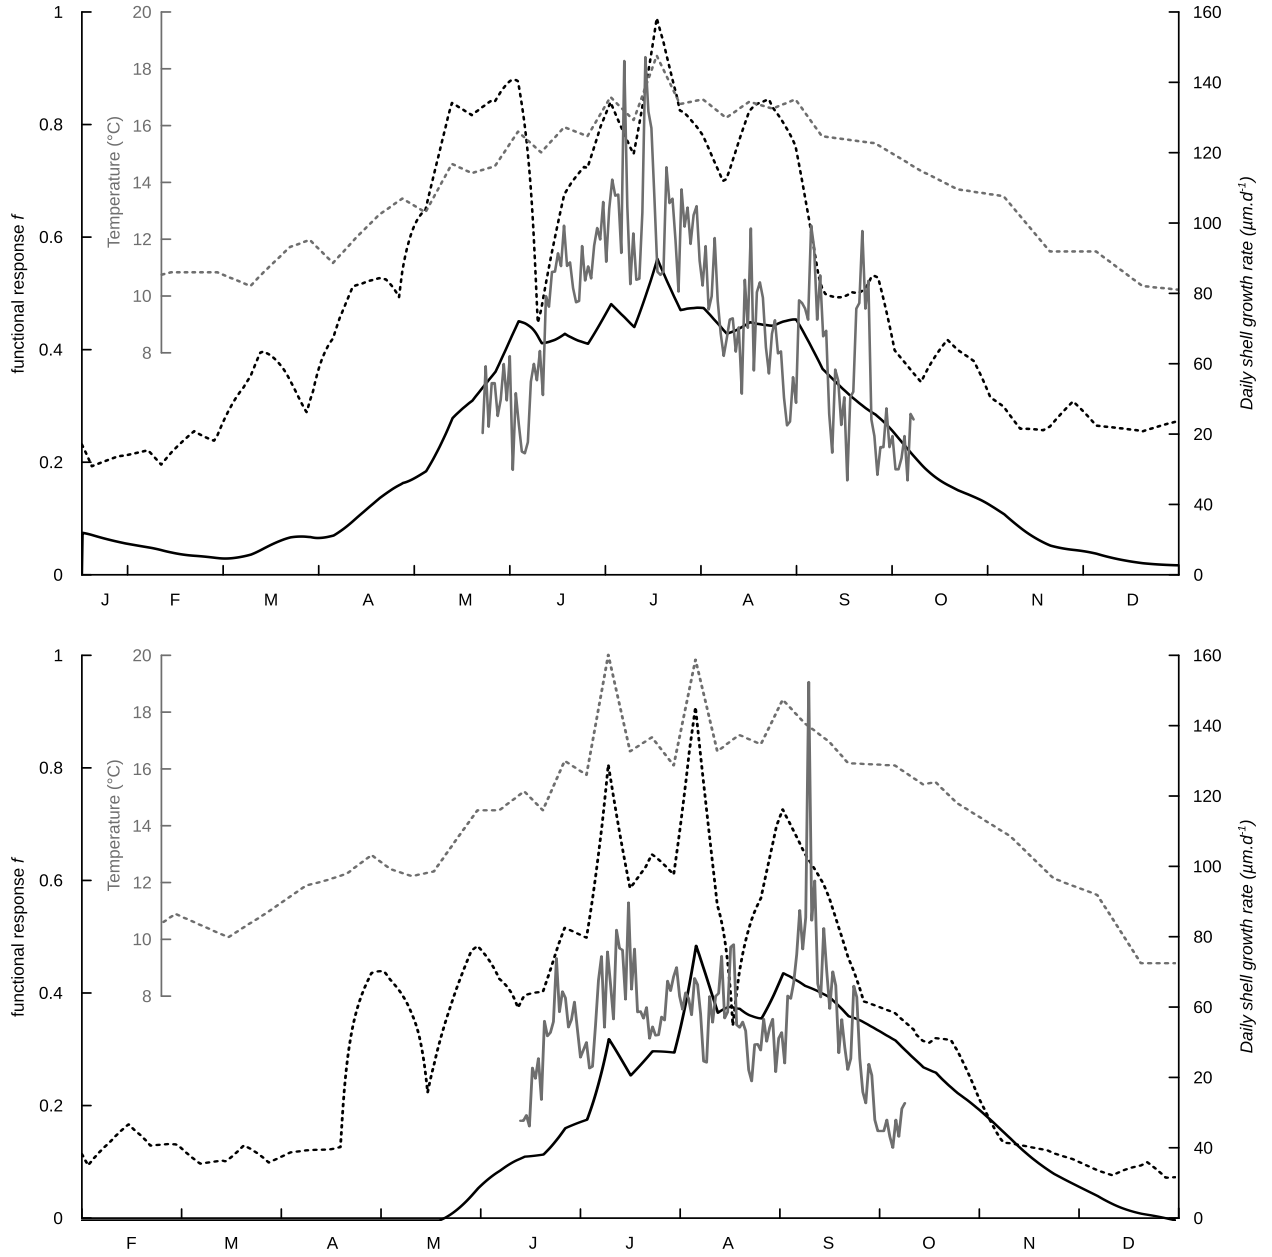 1 20 160
18 140
0.8 16 120
14
0.6 12 100
10 80
0.4 8 60
20
0.2 40
0 0
functional response f
Temperature (°C)
Daily shell growth rate (µm.d-1)
J F M A M J J A S O N D
1 20 160
18 140
0.8 16 120
14
0.6 12 100
10 80
0.4 8 60
20
0.2 40
0 0
functional response f
Temperature (°C)
Daily shell growth rate (µm.d-1)
F M A M J J A S O N D